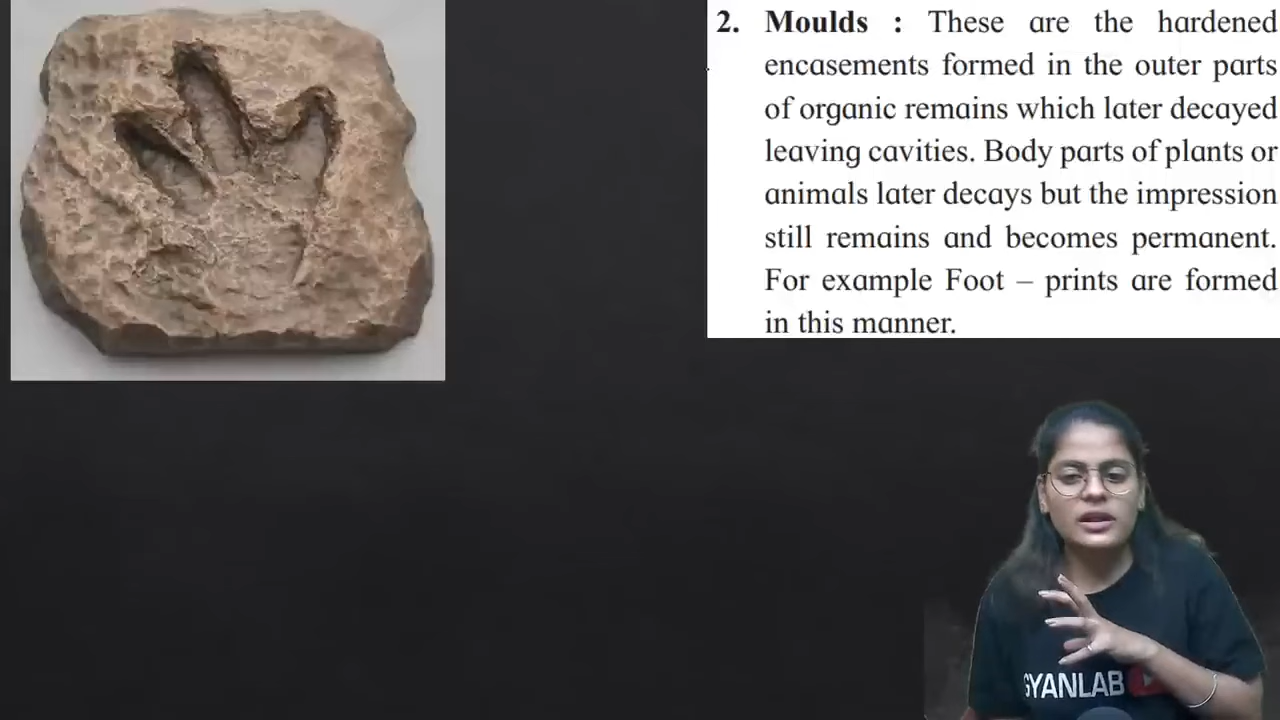 2. Moulds : These are the hardened
encasements formed in the outer parts
of organic remains which later decayed
leaving cavities. Body parts of plants or
animals later decays but the impression
still remains and becomes permanent.
For example Foot – prints are formed
in this manner.
GYANLAB